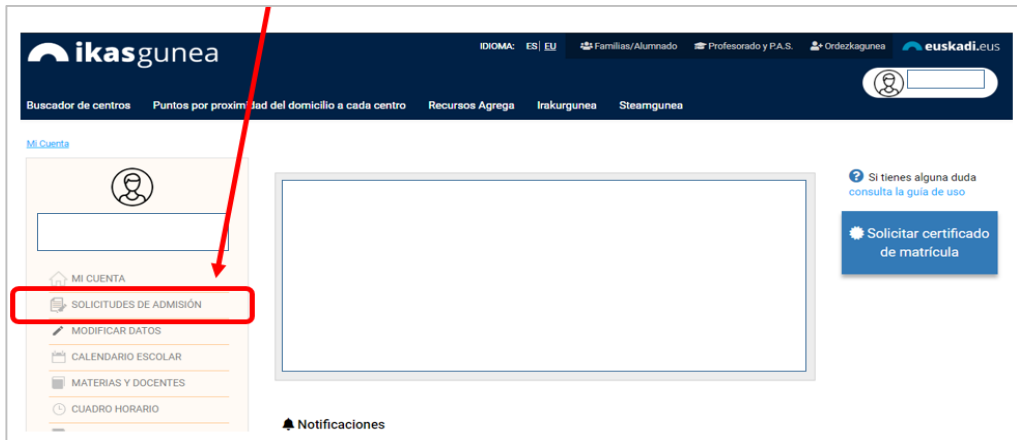 ikasgunea
IDIOMA: ES| EU Familias/Alumnado Profesorado y P.A.S. Ordezkagunea euskadi.eus
Buscador de centros Puntos por proximidad del domicilio a cada centro Recursos Agrega Irakurgunea Steamgunea
Mi Cuenta
Si tienes alguna duda
consulta la guía de uso
Solicitar certificado
de matrícula
MI CUENTA
SOLICITUDES DE ADMISIÓN
MODIFICAR DATOS
CALENDARIO ESCOLAR
MATERIAS Y DOCENTES
CUADRO HORARIO
Notificaciones